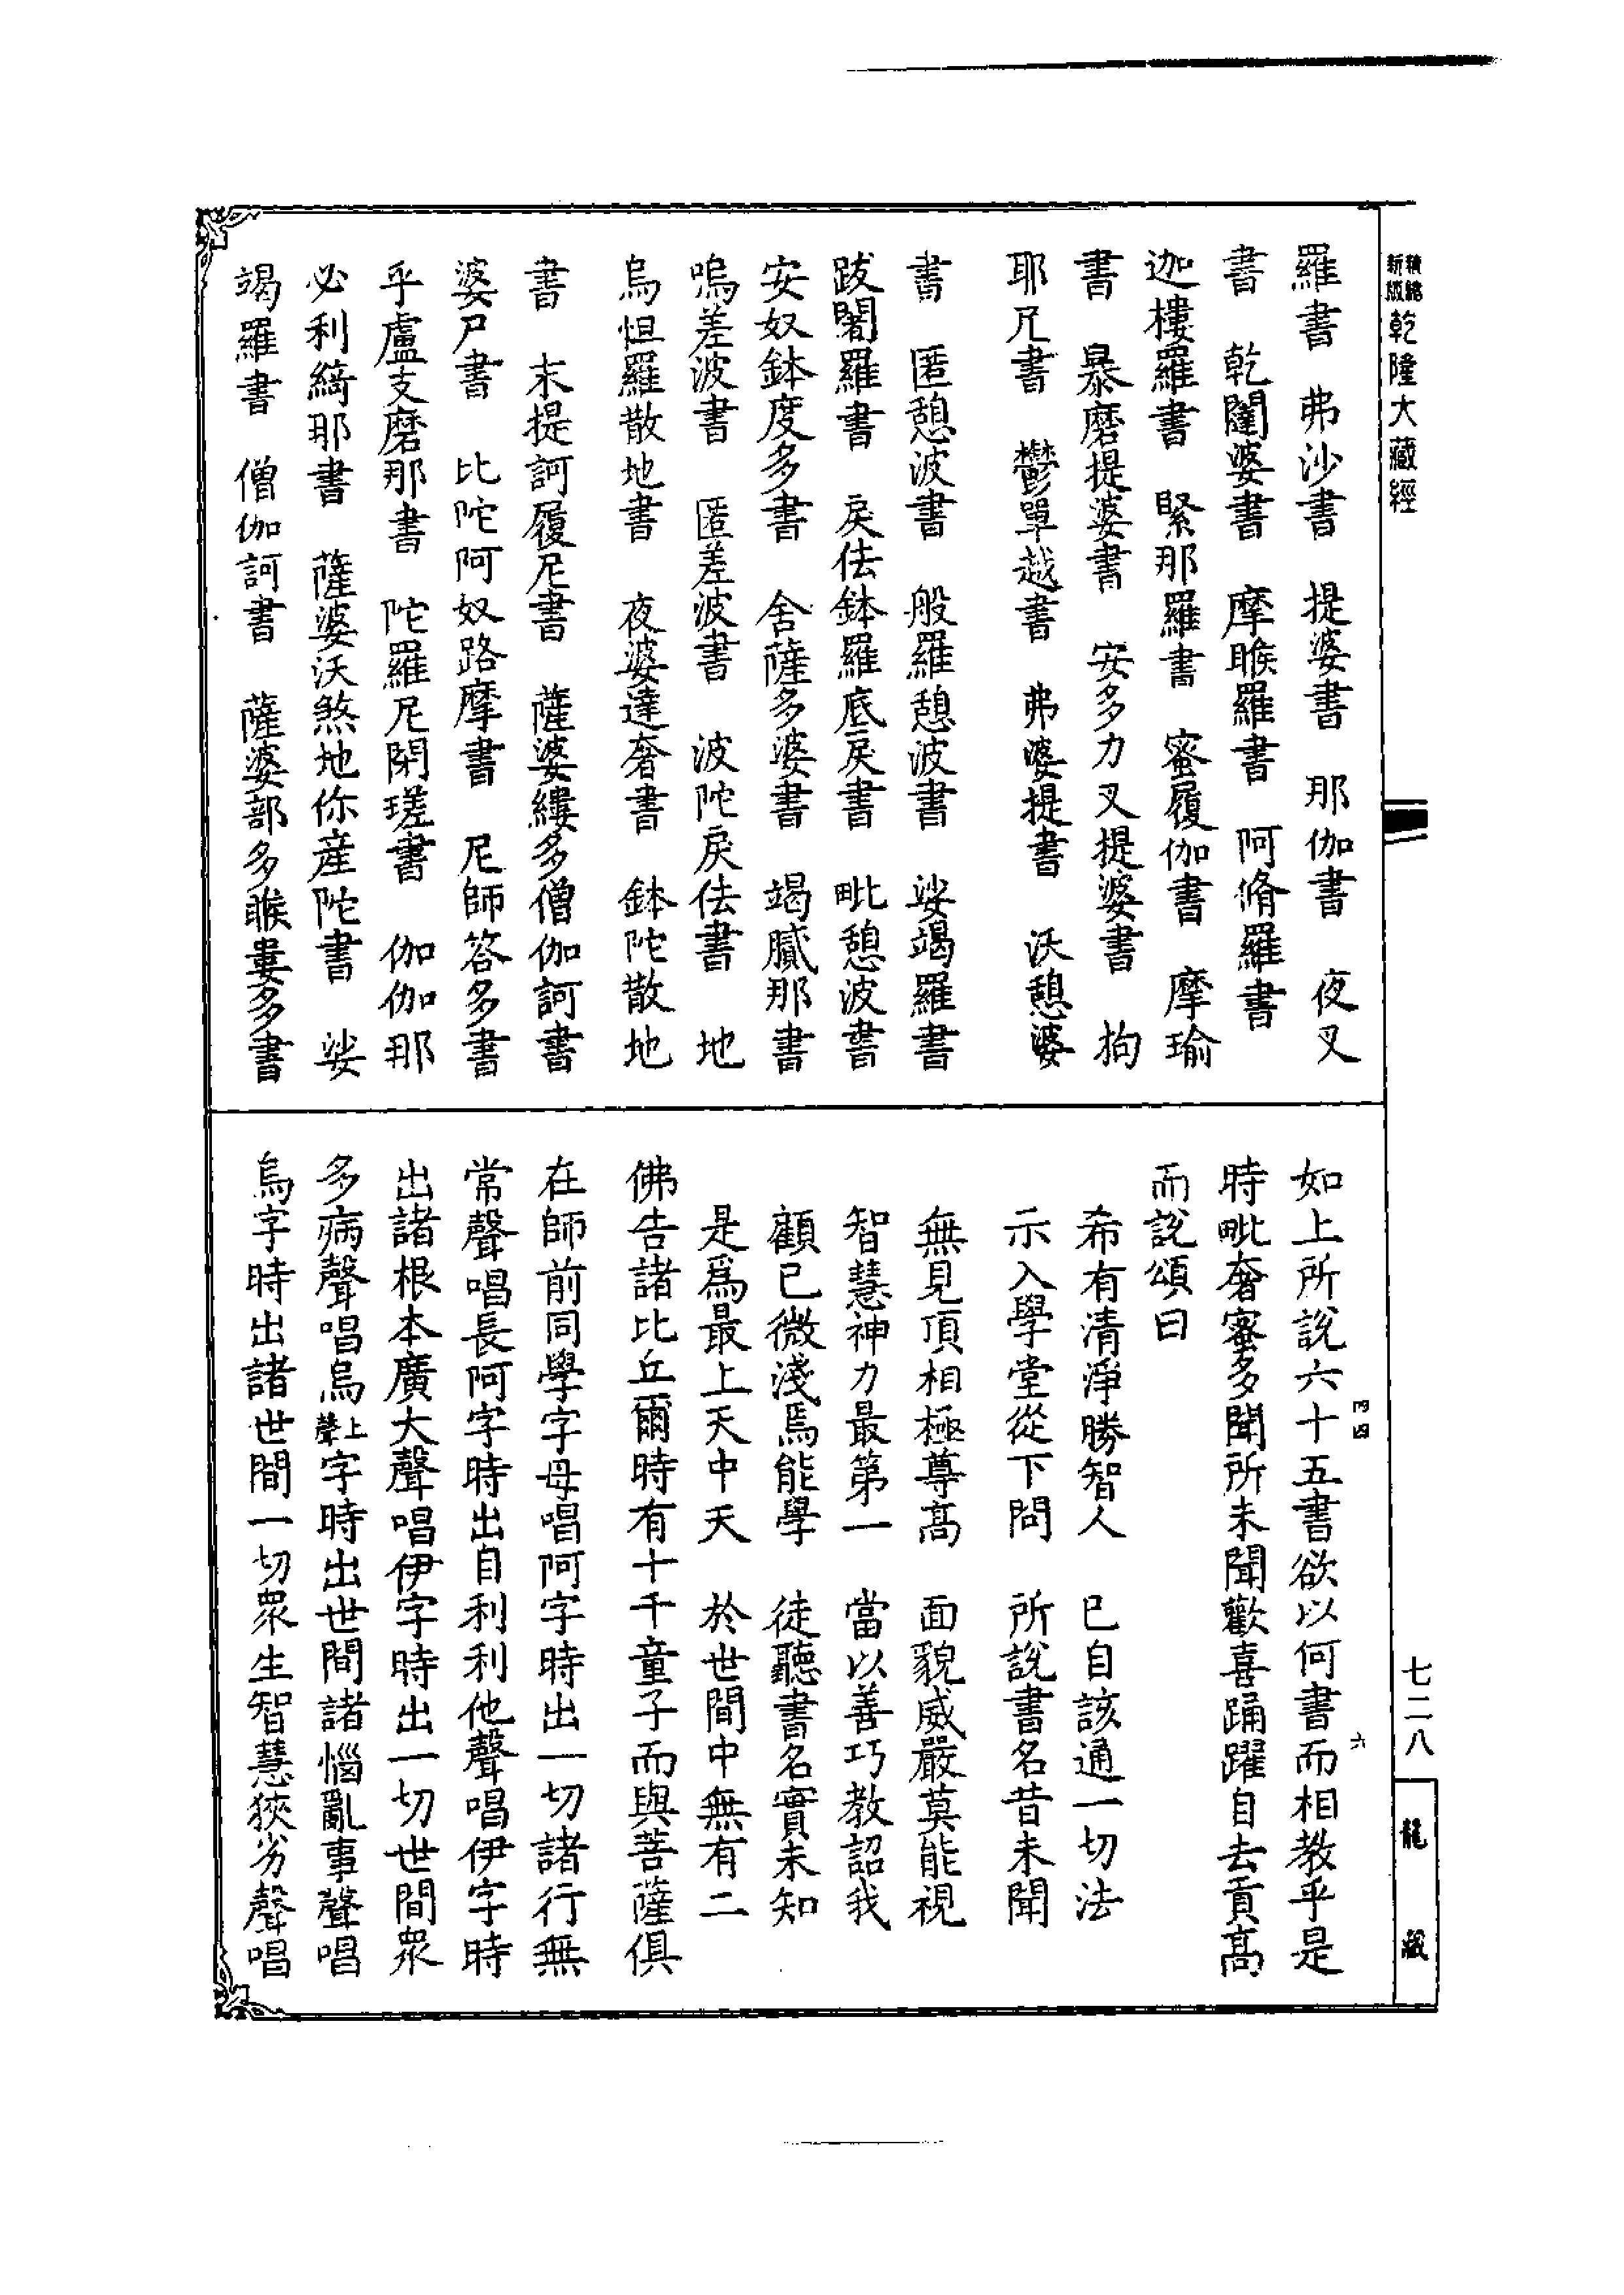 乾隆大藏經
羅書　弗沙書　提婆書　那伽書　夜叉
書　乾闥婆書　摩睺羅書　阿脩羅書
迦樓羅書　緊那羅書　蜜履伽書　摩瑜
書　暴磨提婆書　安多力叉提婆書　拘
耶尼書　鬱單越書　弗婆提書　沃憩婆
書　匿憩波書　般羅憩波書　娑竭羅書
跋闍羅書　戾佉鉢羅底戾書　毗憩波書
安奴鉢度多書　舍薩多婆書　竭膩那書
嗚差波書　匿差波書　波陀戾佉書　地
烏怛羅散地書　夜婆達奢書　鉢陀散地
書　末提訶履尼書　薩婆縷多僧伽訶書
婆尸書　比陀阿奴路摩書　尼師答多書
乎盧支磨那書　陀羅尼閉瑳書　伽伽那
必利綺那書　薩婆沃煞地你産陀書　娑
竭羅書　僧伽訶書　薩婆部多睺婁多書
如上所說六十五書欲以何書而相教乎是
時毗奢蜜多聞所未聞歡喜踊躍自去貢高
而說頌曰
希有清淨勝智人　已自該通一切法
示入學堂從下問　所說書名昔未聞
無見頂相極尊高　面貌威嚴莫能視
智慧神力最第一　當以善巧教詔我
顧已微淺焉能學　徒聽書名實未知
是爲最上天中天　於世間中無有二
佛告諸比丘爾時有十千童子而與菩薩俱
在師前同學字母唱阿字時出一切諸行無
常聲唱長阿字時出自利利他聲唱伊字時
出諸根本廣大聲唱伊字時出一切世間眾
多病聲唱烏上聲字時出世間諸惱亂事聲唱
烏字時出諸世間一切眾生智慧狹劣聲唱
六
七二八
龍藏